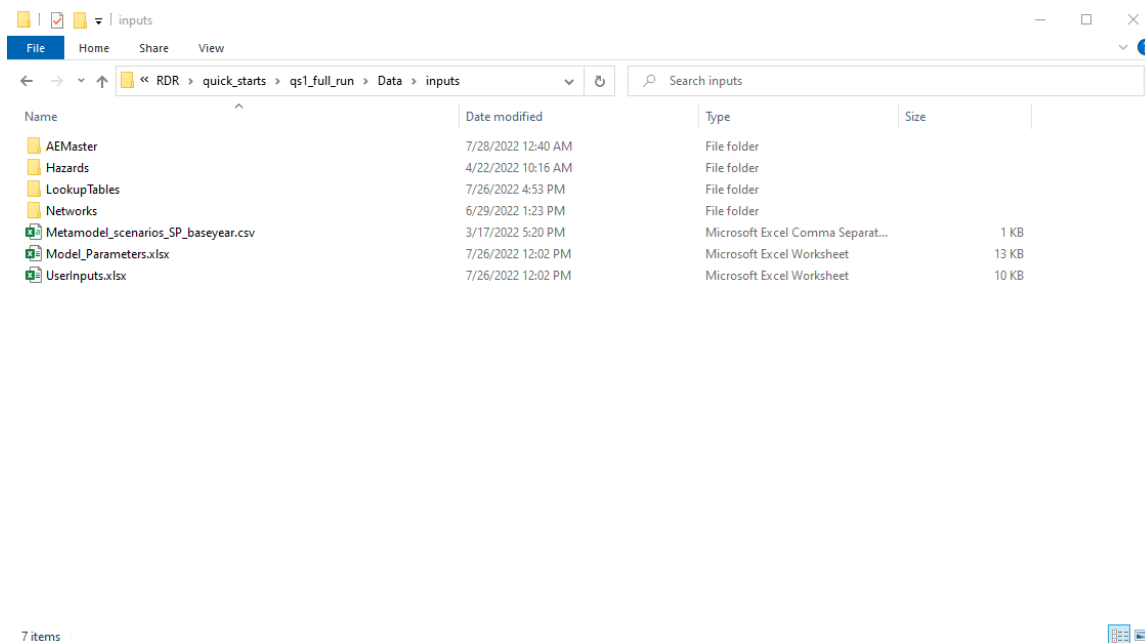 inputs
File Home Share View
« RDR › quick_starts › qs1_full_run › Data › inputs Search inputs
Name Date modified Type Size
AEMaster 7/28/2022 12:40 AM File folder
Hazards 4/22/2022 10:16 AM File folder
LookupTables 7/26/2022 4:53 PM File folder
Networks 6/29/2022 1:23 PM File folder
Metamodel_scenarios_SP_baseyear.csv 3/17/2022 5:20 PM Microsoft Excel Comma Separat... 1 KB
Model_Parameters.xlsx 7/26/2022 12:02 PM Microsoft Excel Worksheet 13 KB
UserInputs.xlsx 7/26/2022 12:02 PM Microsoft Excel Worksheet 10 KB
7 items